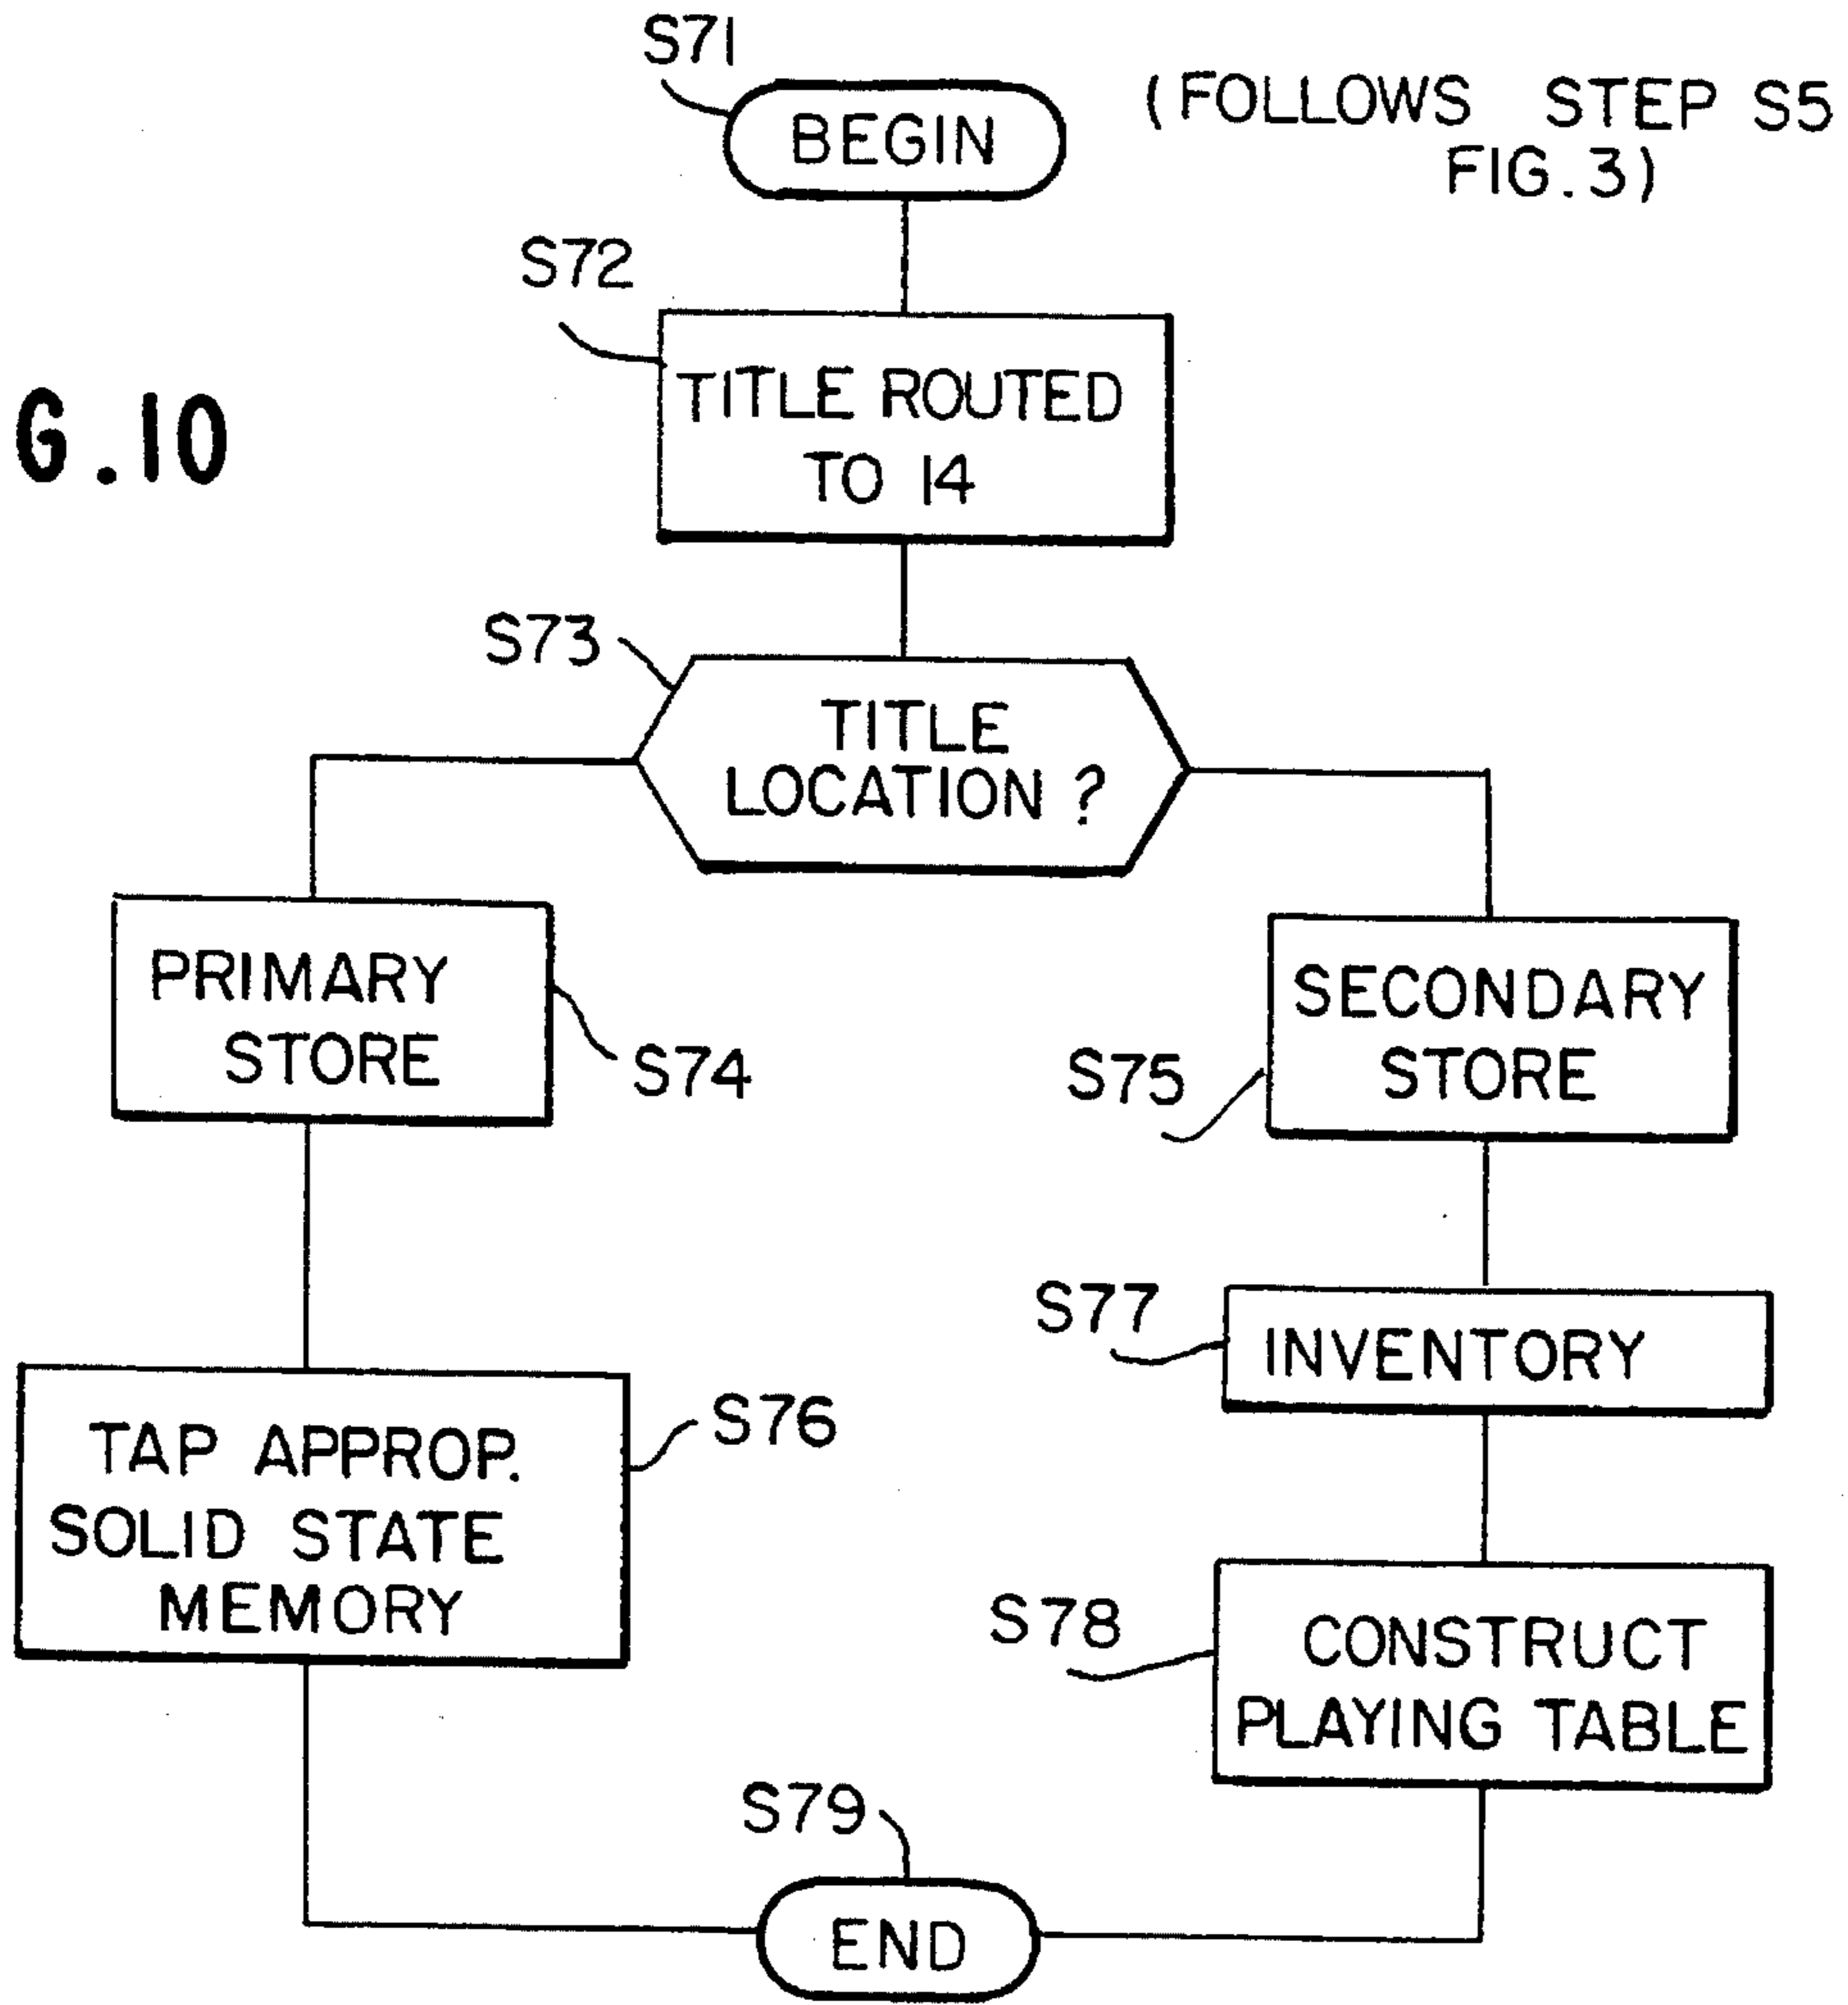 S71
BEGIN
(FOLLOWS STEP S5
FIG.3)
S72
TITLE ROUTED
TO 14
G.10
S73
TITLE
LOCATION ?
PRIMARY
STORE
S74
SECONDARY
STORE
S75
S77
INVENTORY
TAP APPROP.
SOLID STATE
MEMORY
S76
S78
CONSTRUCT
PLAYING TABLE
S79
END